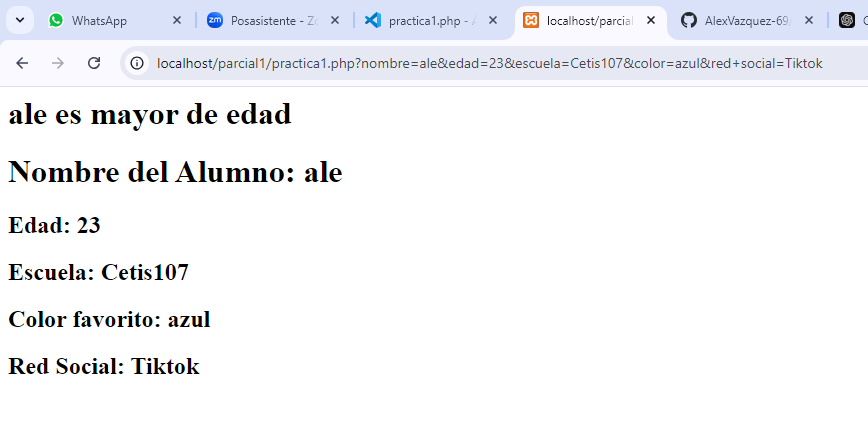 WhatsApp
Posasistente - Zo
practica1.php - A
localhost/parcial
AlexVazquez-69/
localhost/parcial1/practica1.php?nombre=ale&edad=23&escuela=Cetis107&color=azul&red+social=Tiktok
ale es mayor de edad
Nombre del Alumno: ale
Edad: 23
Escuela: Cetis107
Color favorito: azul
Red Social: Tiktok